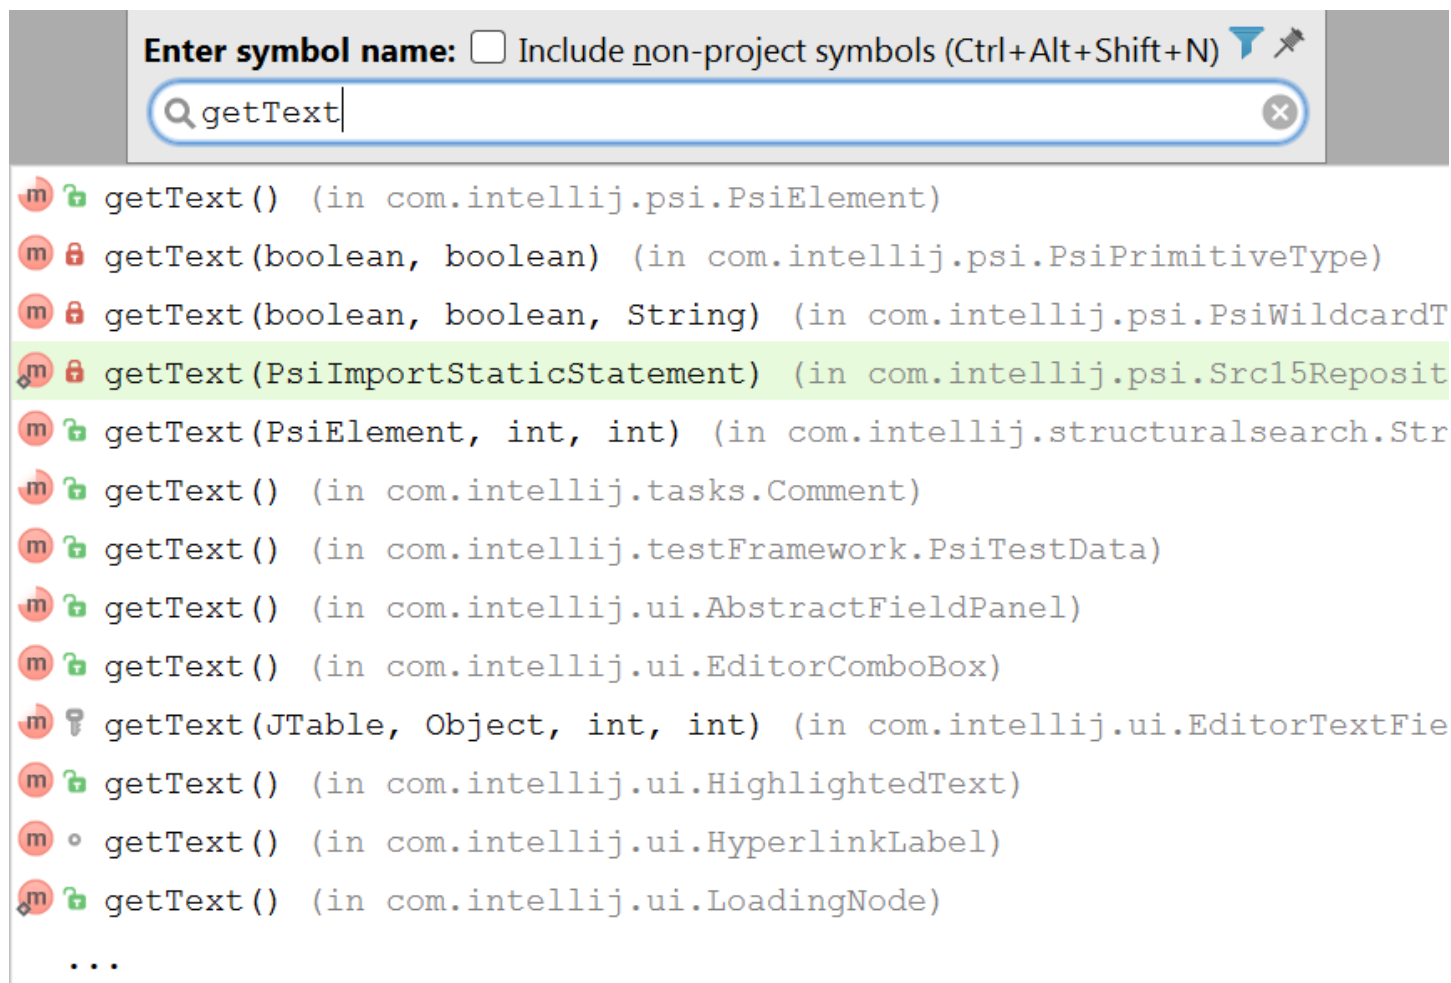 Enter symbol name: Include non-project symbols (Ctrl+Alt+Shift+N)
getText
getText() (in com.intellij.psi.PsiElement)
getText(boolean, boolean) (in com.intellij.psi.PsiPrimitiveType)
getText(boolean, boolean, String) (in com.intellij.psi.PsiWildcardT
getText(PsiImportStaticStatement) (in com.intellij.psi.Src15Reposit
getText(PsiElement, int, int) (in com.intellij.structuralsearch.Str
getText() (in com.intellij.tasks.Comment)
getText() (in com.intellij.testFramework.PsiTestData)
getText() (in com.intellij.ui.AbstractFieldPanel)
getText() (in com.intellij.ui.EditorComboBox)
getText(JTable, Object, int, int) (in com.intellij.ui.EditorTextFie
getText() (in com.intellij.ui.HighlightedText)
getText() (in com.intellij.ui.HyperlinkLabel)
getText() (in com.intellij.ui.LoadingNode)
...